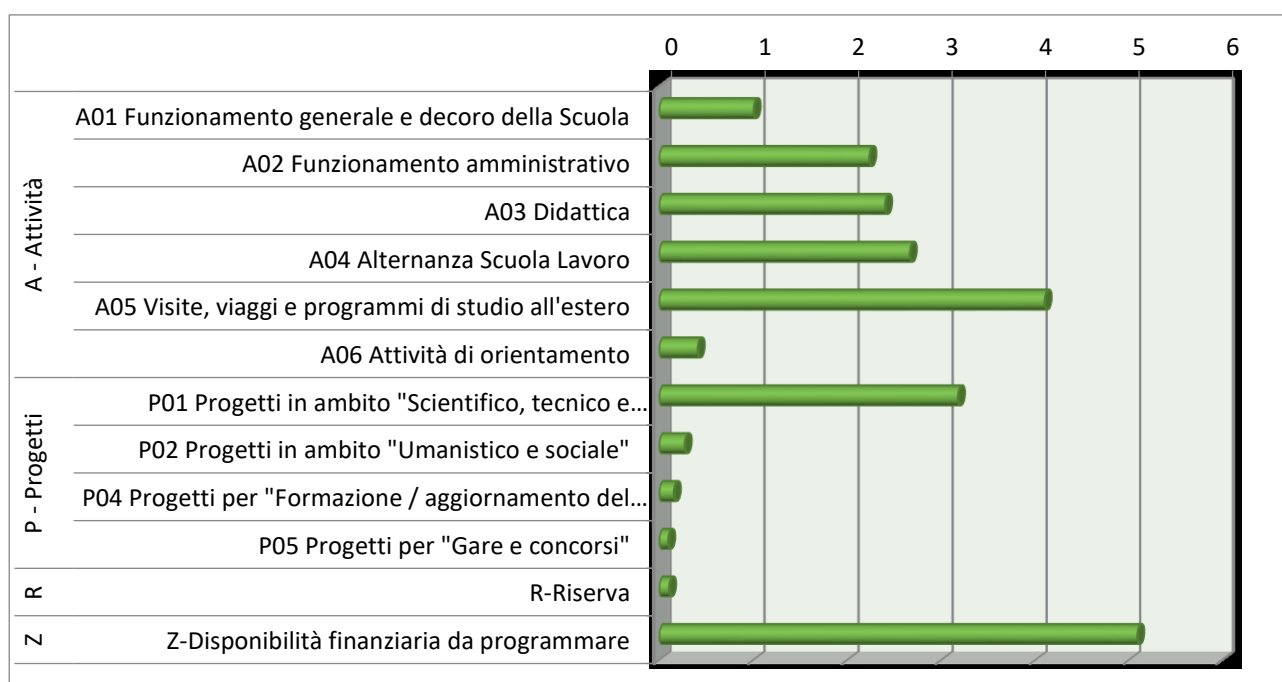 0 1 2 3 4 5 6
A - Attività
A01 Funzionamento generale e decoro della Scuola
A02 Funzionamento amministrativo
A03 Didattica
A04 Alternanza Scuola Lavoro
A05 Visite, viaggi e programmi di studio all'estero
A06 Attività di orientamento
P - Progetti
P01 Progetti in ambito "Scientifico, tecnico e...
P02 Progetti in ambito "Umanistico e sociale"
P04 Progetti per "Formazione / aggiornamento del...
P05 Progetti per "Gare e concorsi"
R
R-Riserva
Z
Z-Disponibilità finanziaria da programmare